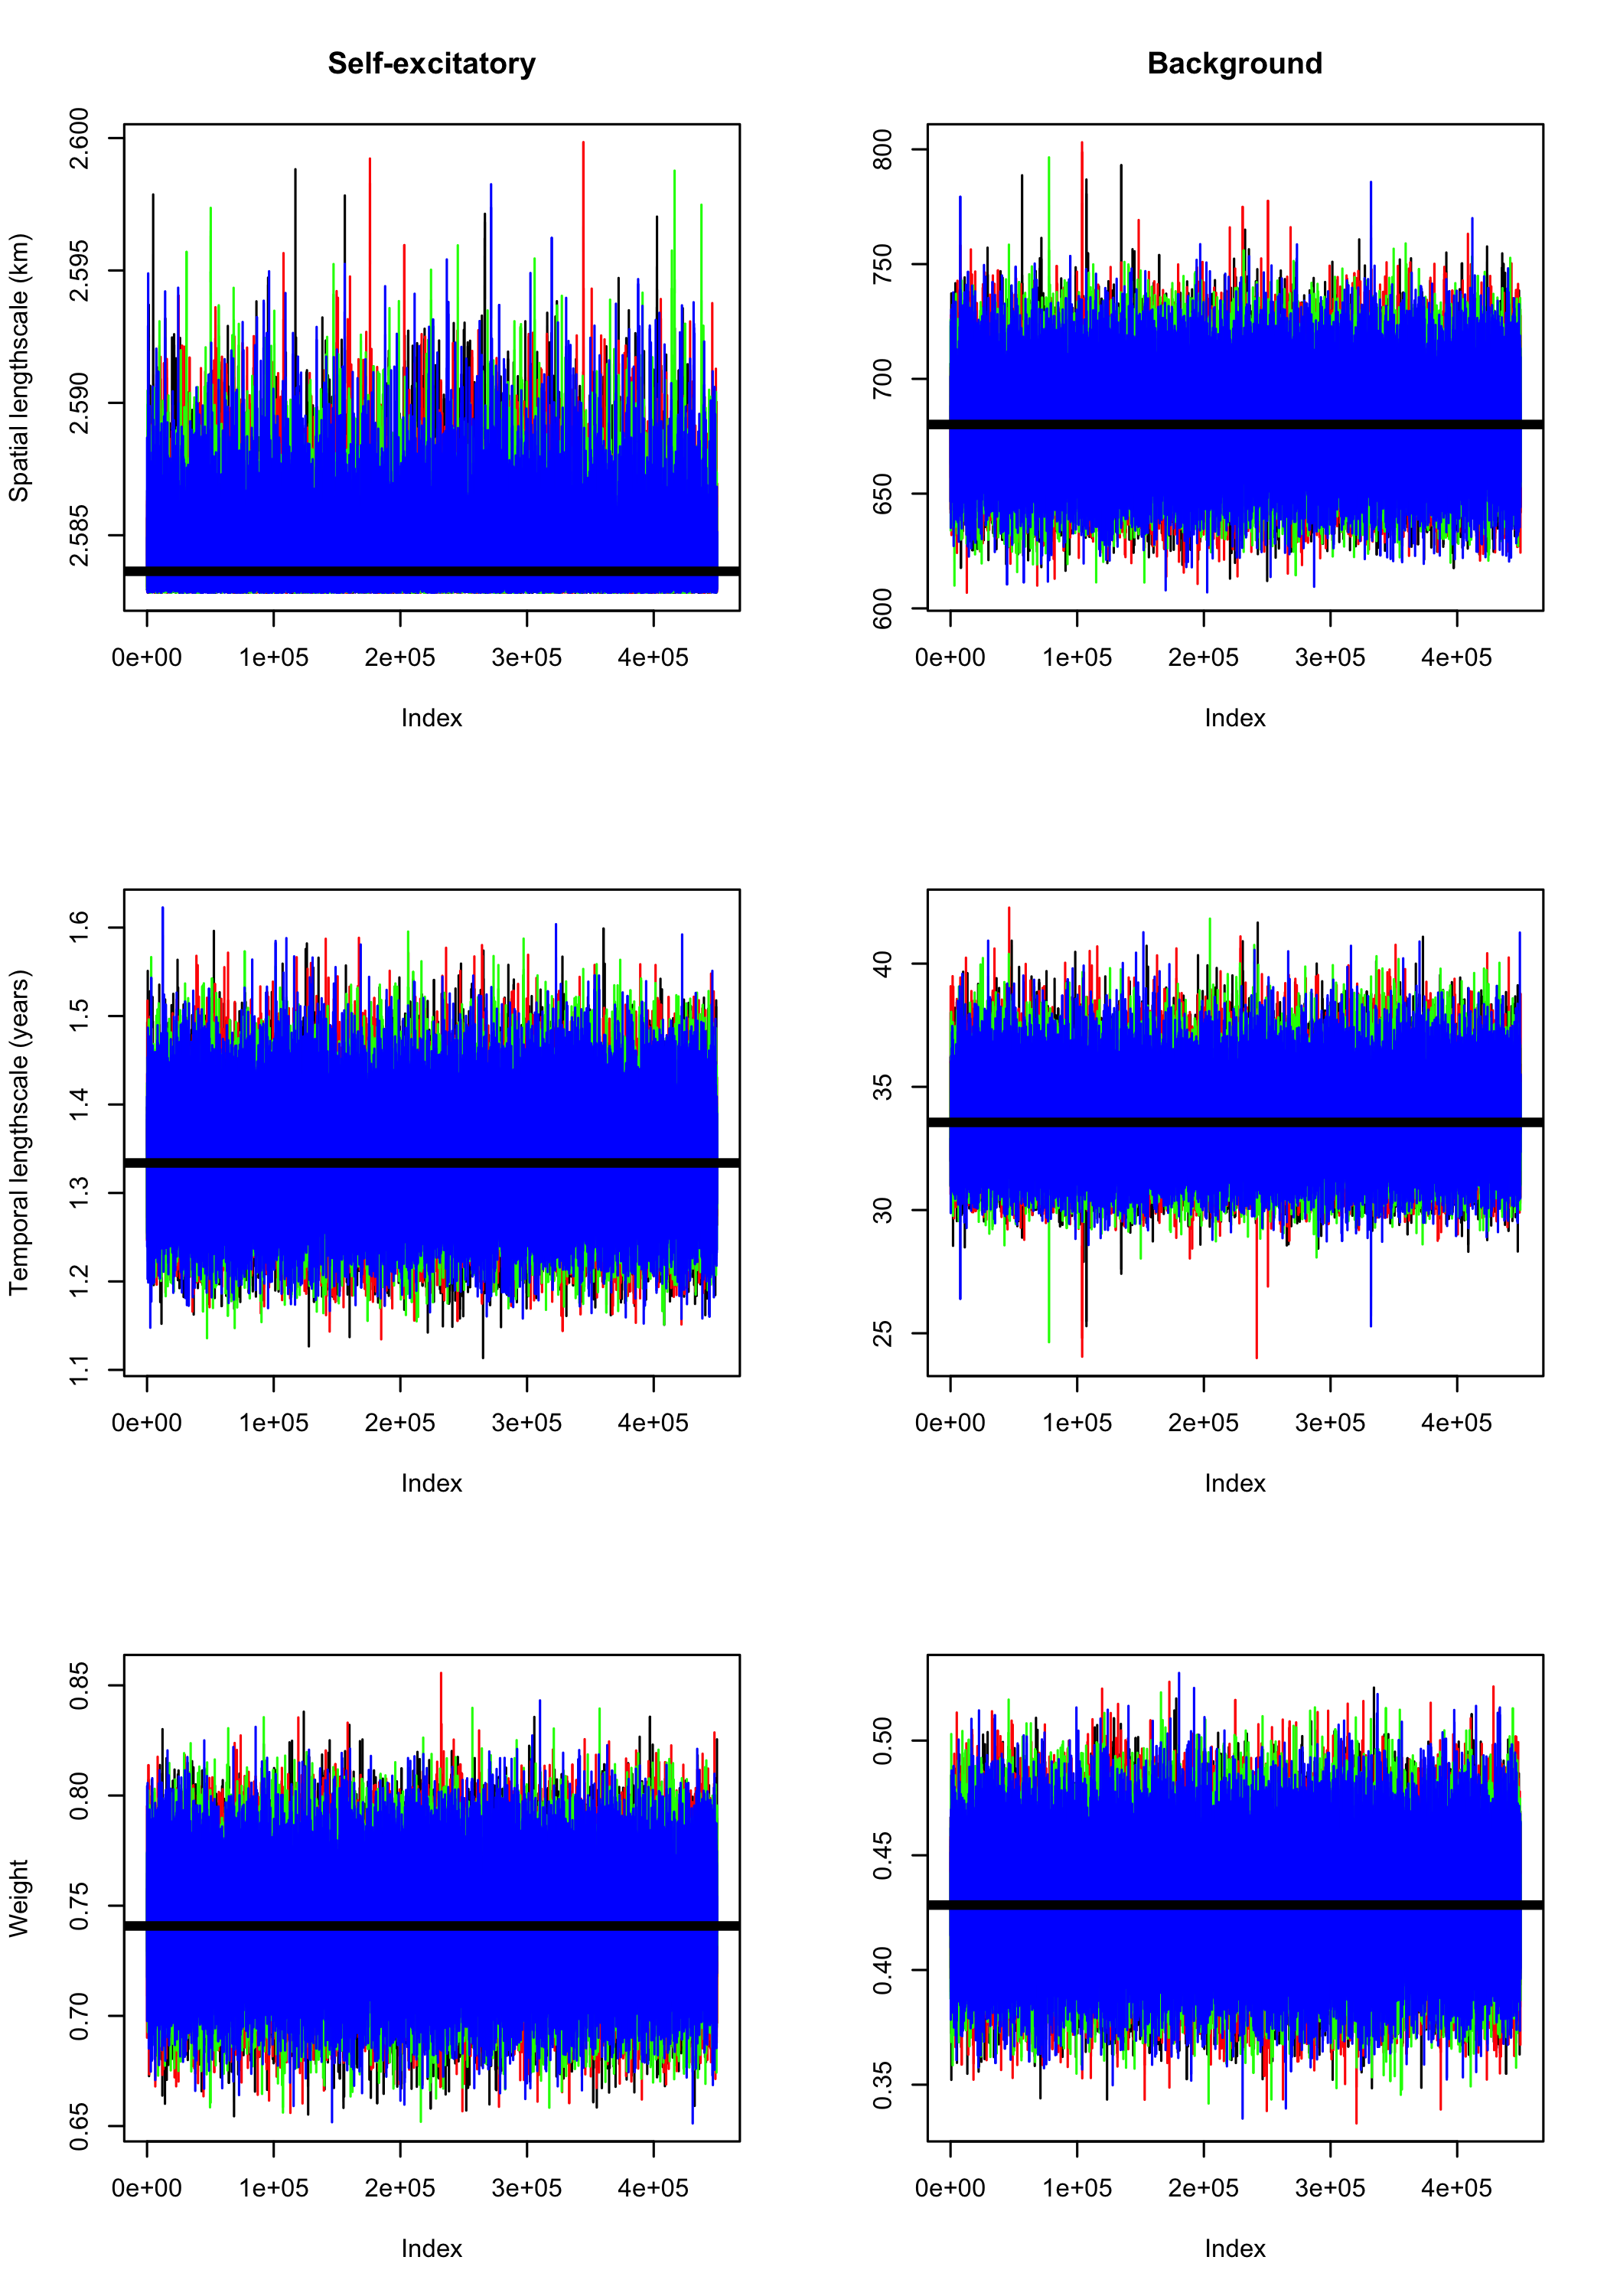 Self-excitatory
Background
Spatial lengthscale (km)
2.600
2.595
2.590
2.585
0e+00 1e+05 2e+05 3e+05 4e+05
Index
800
750
700
650
600
0e+00 1e+05 2e+05 3e+05 4e+05
Index
Temporal lengthscale (years)
1.6
1.5
1.4
1.3
1.2
1.1
0e+00 1e+05 2e+05 3e+05 4e+05
Index
40
35
30
25
0e+00 1e+05 2e+05 3e+05 4e+05
Index
Weight
0.85
0.80
0.75
0.70
0.65
0e+00 1e+05 2e+05 3e+05 4e+05
Index
0.50
0.45
0.40
0.35
0e+00 1e+05 2e+05 3e+05 4e+05
Index